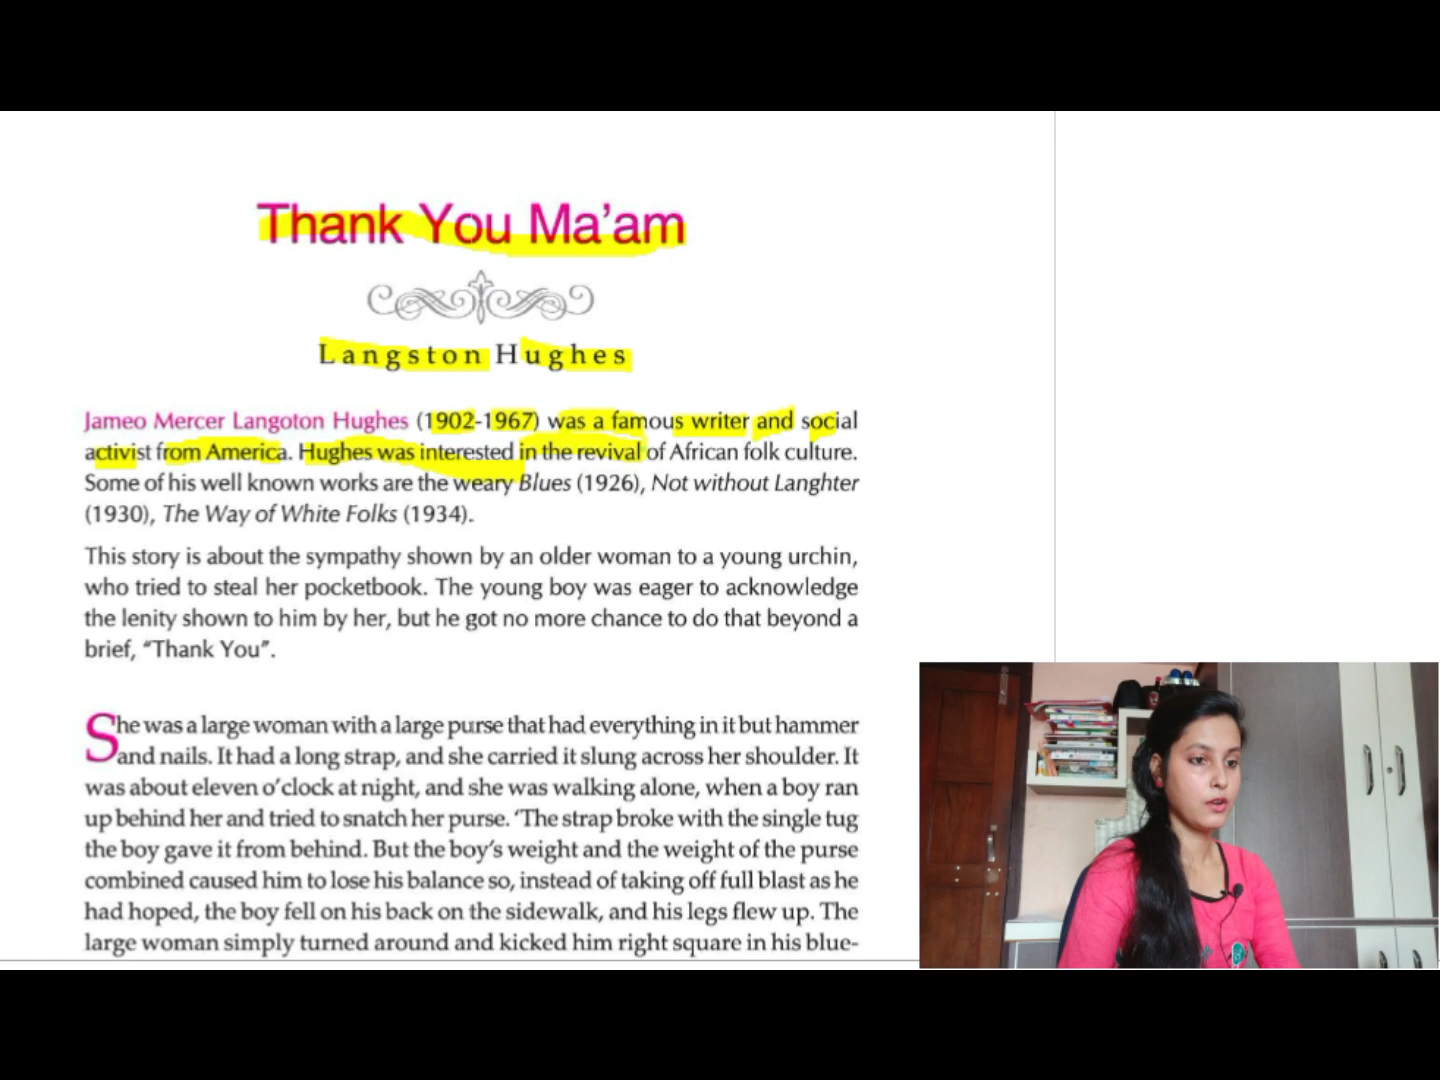 Thank You Ma’am
Langston Hughes
Jameo Mercer Langoton Hughes (1902-1967) was a famous writer and social
activist from America. Hughes was interested in the revival of African folk culture.
Some of his well known works are the weary Blues (1926), Not without Langhter
(1930), The Way of White Folks (1934).
This story is about the sympathy shown by an older woman to a young urchin,
who tried to steal her pocketbook. The young boy was eager to acknowledge
the lenity shown to him by her, but he got no more chance to do that beyond a
brief, “Thank You”.
She was a large woman with a large purse that had everything in it but hammer
and nails. It had a long strap, and she carried it slung across her shoulder. It
was about eleven o’clock at night, and she was walking alone, when a boy ran
up behind her and tried to snatch her purse. ‘The strap broke with the single tug
the boy gave it from behind. But the boy’s weight and the weight of the purse
combined caused him to lose his balance so, instead of taking off full blast as he
had hoped, the boy fell on his back on the sidewalk, and his legs flew up. The
large woman simply turned around and kicked him right square in his blue-